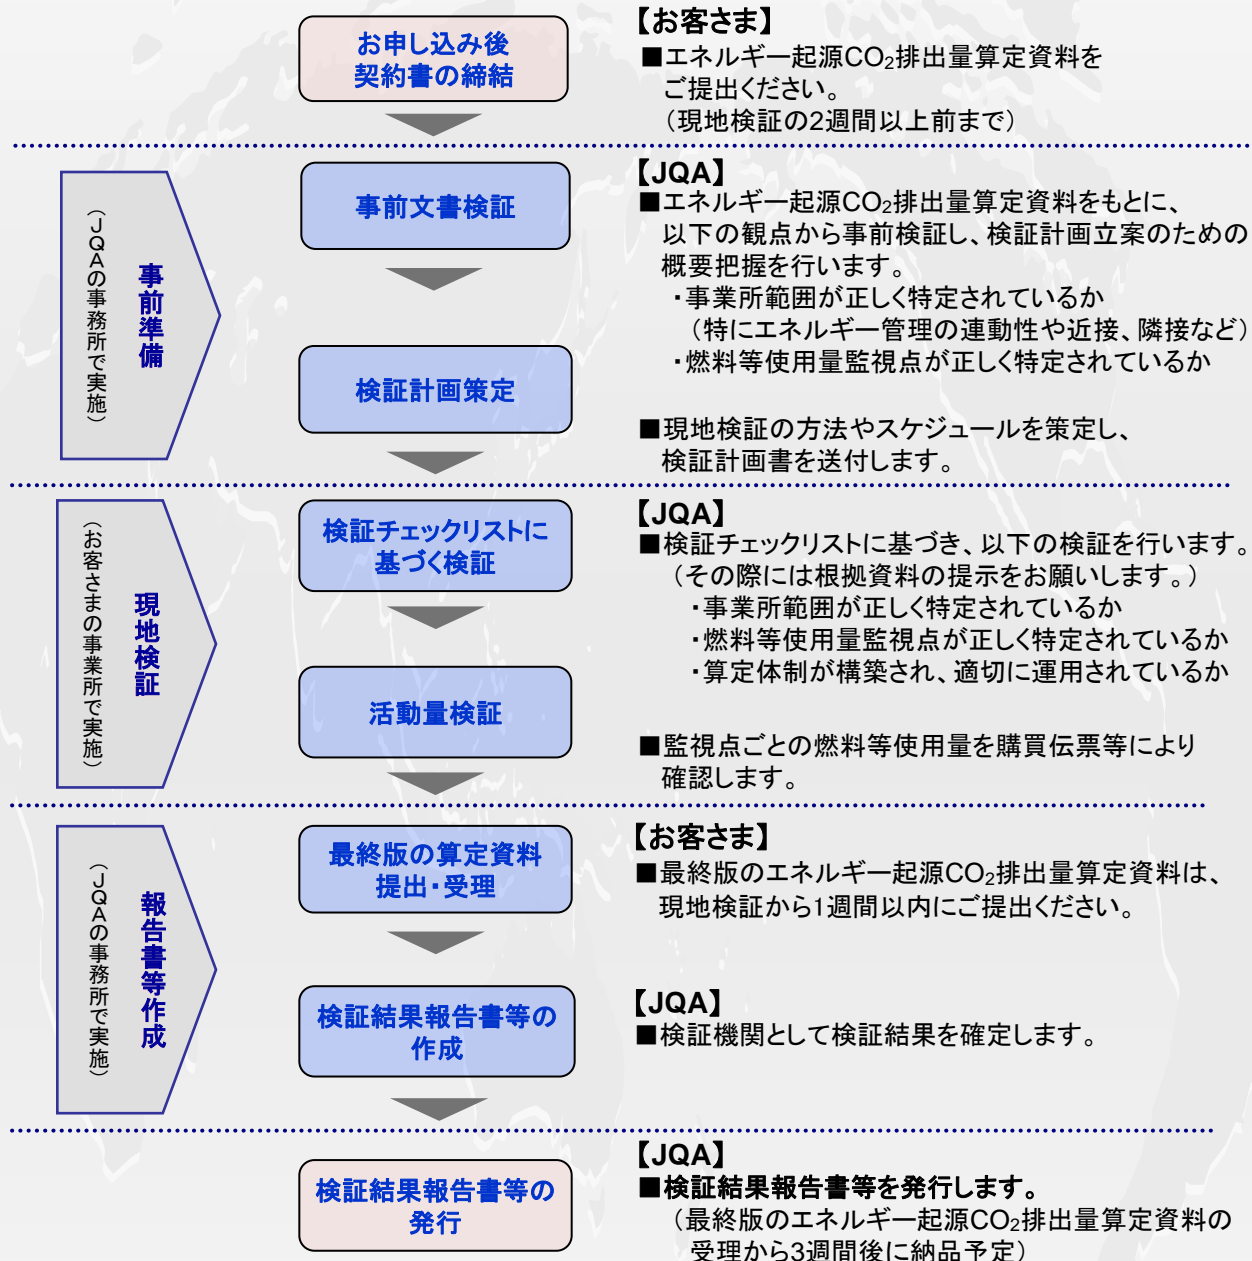 お申し込み後
契約書の締結
【お客さま】
■エネルギー起源CO₂排出量算定資料を
ご提出ください。
（現地検証の2週間以上前まで）
事前準備
（JQAの事務所で実施）
事前文書検証
検証計画策定
【JQA】
■エネルギー起源CO₂排出量算定資料をもとに、
以下の観点から事前検証し、検証計画立案のための
概要把握を行います。
・事業所範囲が正しく特定されているか
（特にエネルギー管理の連動性や近接、隣接など）
・燃料等使用量監視点が正しく特定されているか
■現地検証の方法やスケジュールを策定し、
検証計画書を送付します。
現地検証
（お客さまの事業所で実施）
検証チェックリストに
基づく検証
活動量検証
【JQA】
■検証チェックリストに基づき、以下の検証を行います。
（その際には根拠資料の提示をお願いします。）
・事業所範囲が正しく特定されているか
・燃料等使用量監視点が正しく特定されているか
・算定体制が構築され、適切に運用されているか
■監視点ごとの燃料等使用量を購買伝票等により
確認します。
報告書等作成
（JQAの事務所で実施）
最終版の算定資料
提出・受理
検証結果報告書等の
作成
【お客さま】
■最終版のエネルギー起源CO₂排出量算定資料は、
現地検証から1週間以内にご提出ください。
【JQA】
■検証機関として検証結果を確定します。
検証結果報告書等の
発行
【JQA】
■検証結果報告書等を発行します。
（最終版のエネルギー起源CO₂排出量算定資料の
受理から3週間後に納品予定）